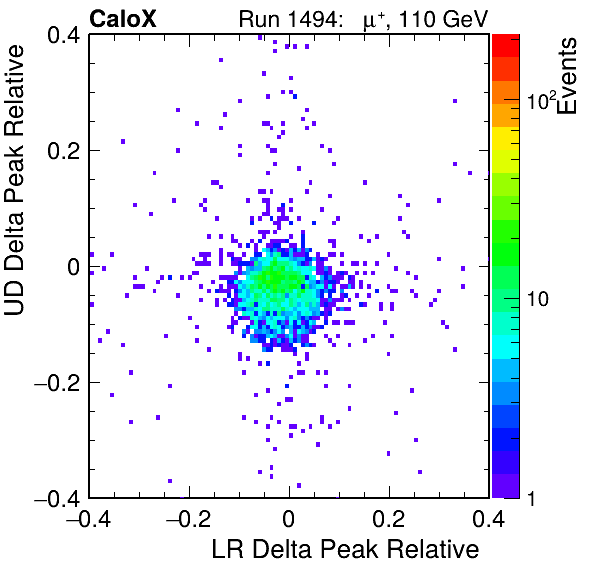 CaloX Run 1494: μ⁺, 110 GeV
UD Delta Peak Relative
0.4
0.2
0
−0.2
−0.4
−0.4 −0.2 0 0.2 0.4
LR Delta Peak Relative
Events
10²
10
1